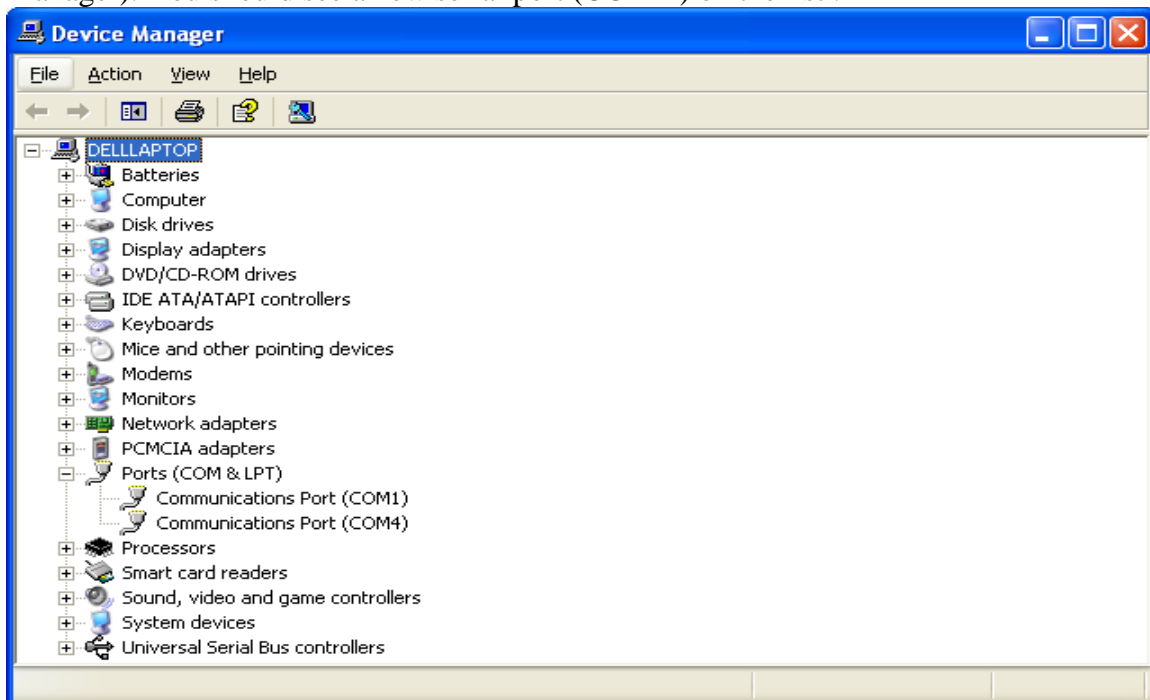 Device Manager
File Action View Help
DELLLAPTOP
Batteries
Computer
Disk drives
Display adapters
DVD/CD-ROM drives
IDE ATA/ATAPI controllers
Keyboards
Mice and other pointing devices
Modems
Monitors
Network adapters
PCMCIA adapters
Ports (COM & LPT)
Communications Port (COM1)
Communications Port (COM4)
Processors
Smart card readers
Sound, video and game controllers
System devices
Universal Serial Bus controllers